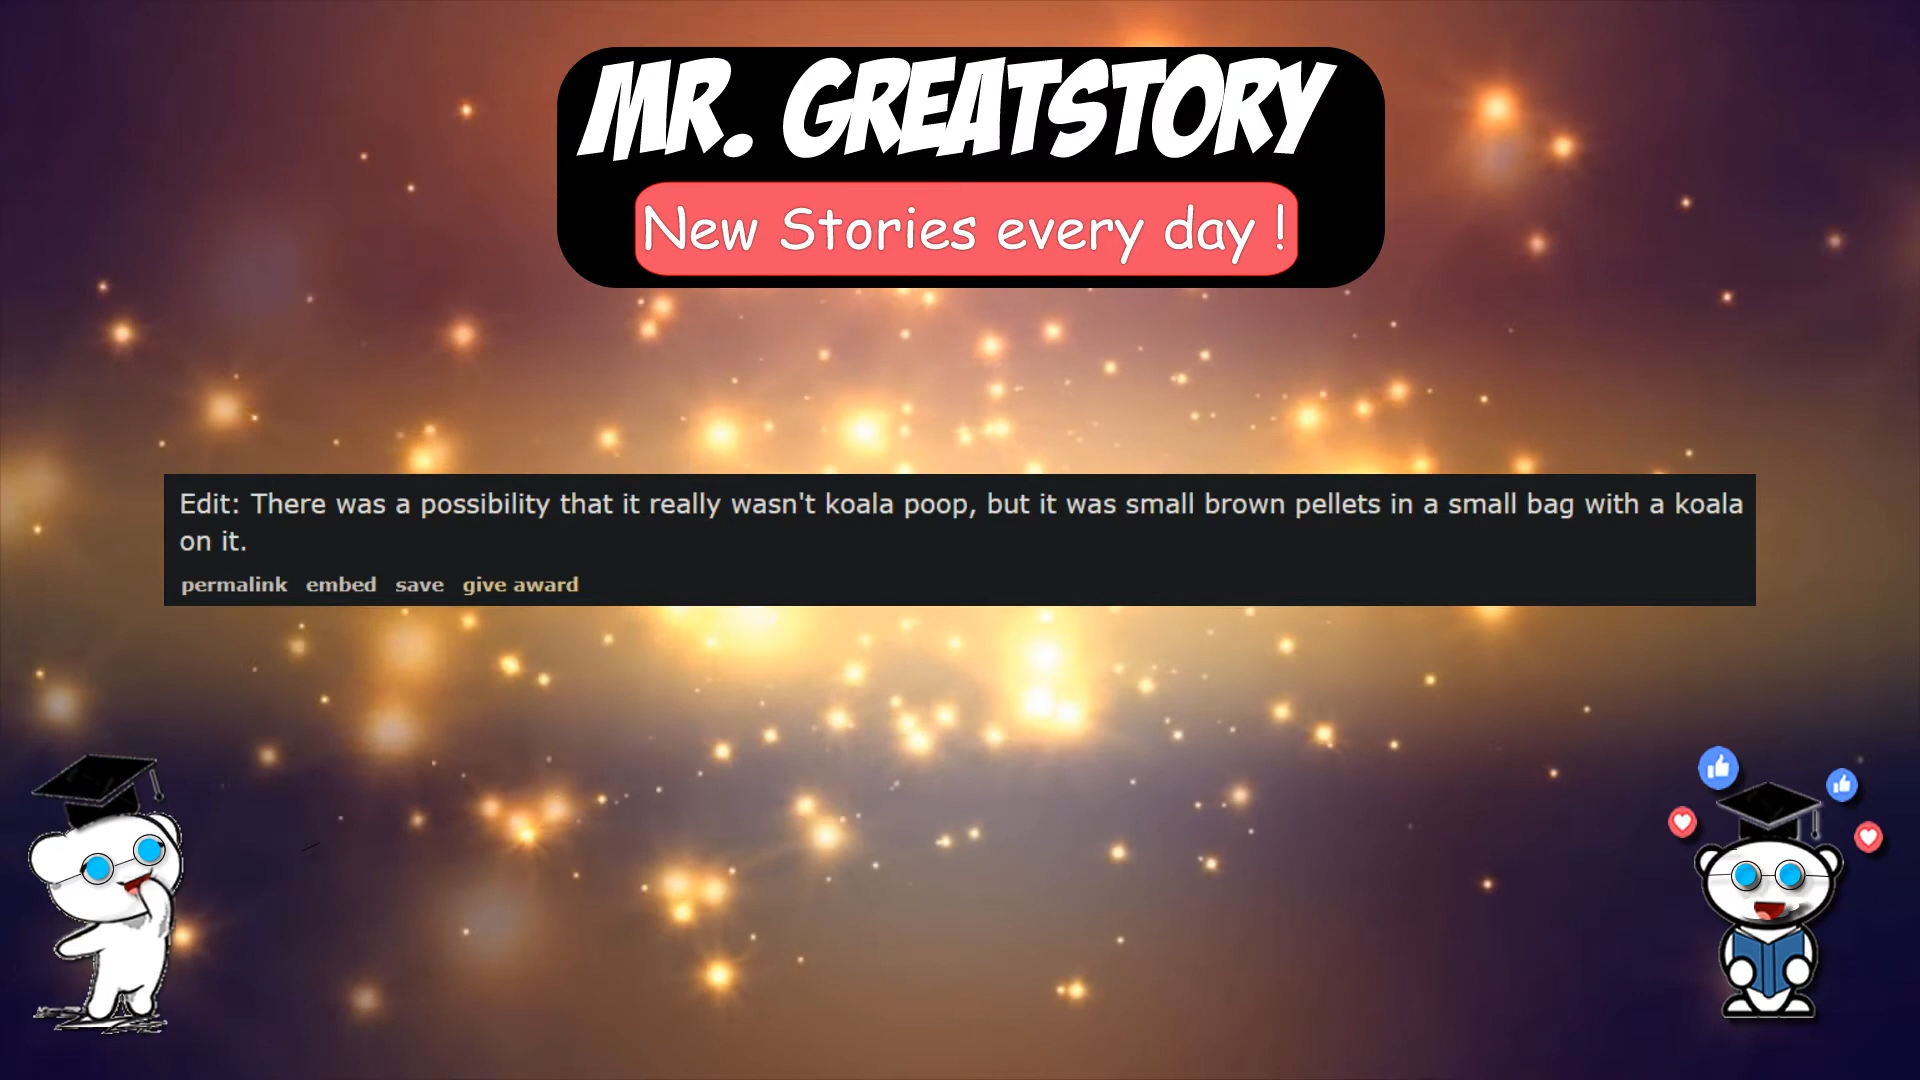 MR. GREATSTORY
New Stories every day !
Edit: There was a possibility that it really wasn't koala poop, but it was small brown pellets in a small bag with a koala
on it.
permalink embed save give award